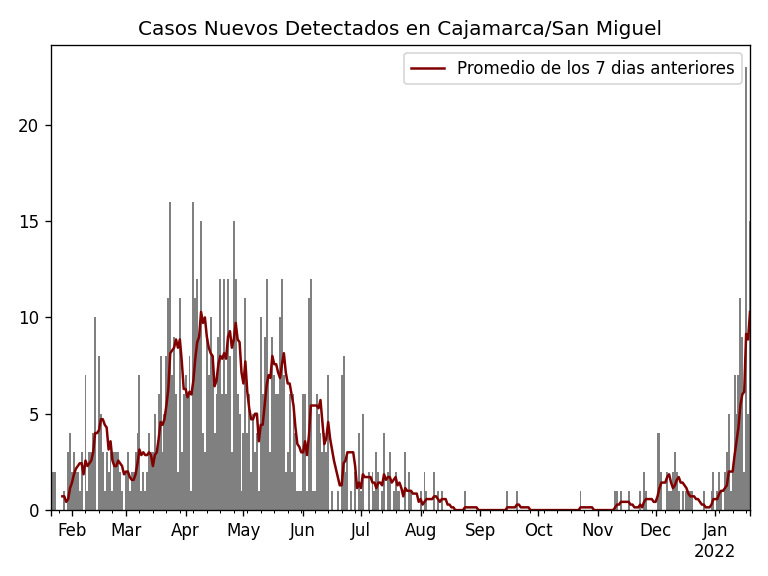 Casos Nuevos Detectados en Cajamarca/San Miguel
Promedio de los 7 dias anteriores
20
15
10
5
0
Feb Mar Apr May Jun Jul Aug Sep Oct Nov Dec Jan
2022